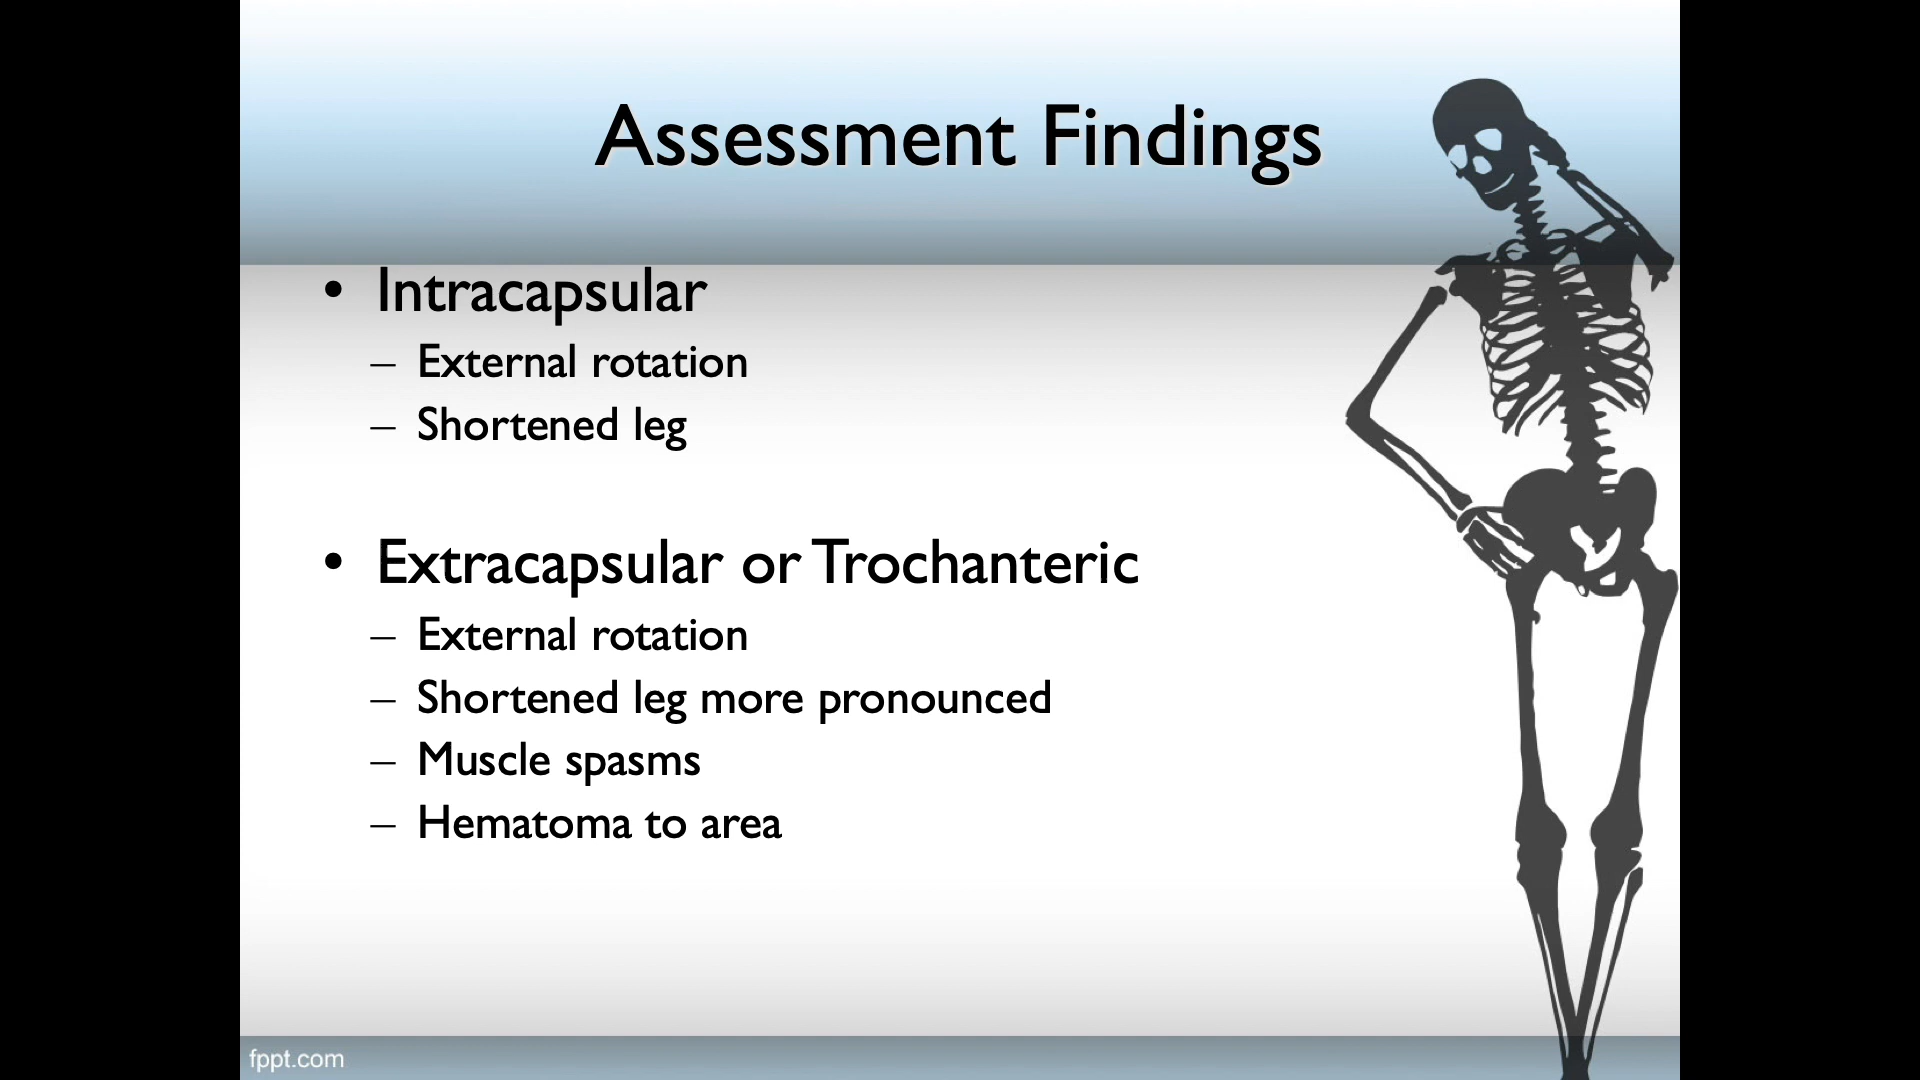 Assessment Findings
• Intracapsular
– External rotation
– Shortened leg
• Extracapsular or Trochanteric
– External rotation
– Shortened leg more pronounced
– Muscle spasms
– Hematoma to area
fppt.com